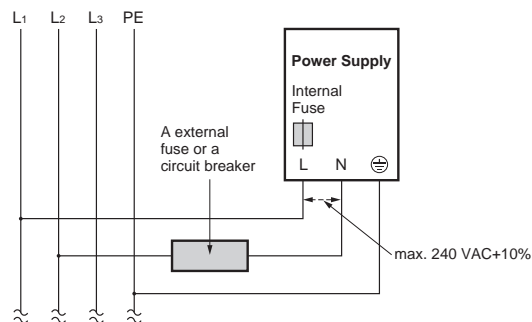 L1 L2 L3 PE
Power Supply
Internal
Fuse
L N
A external
fuse or a
circuit breaker
max. 240 VAC+10%